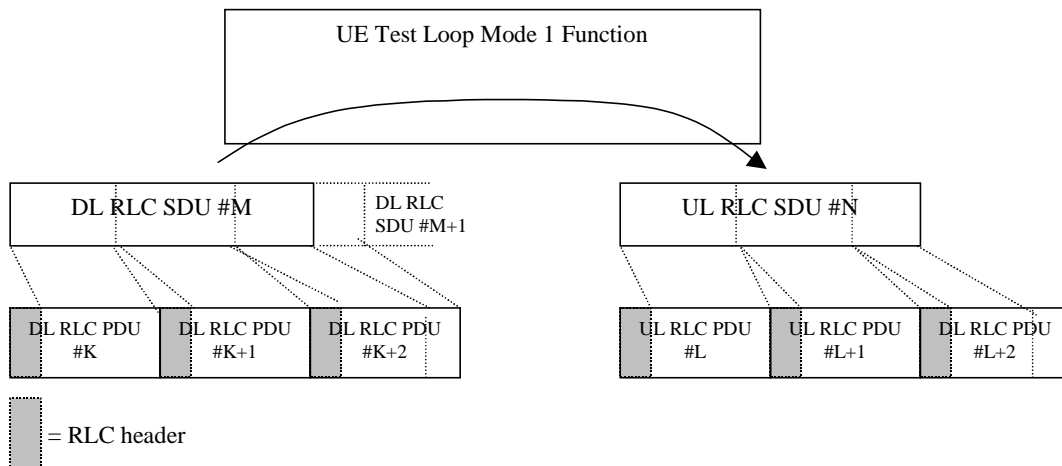 UE Test Loop Mode 1 Function
DL RLC SDU #M
DL RLC
SDU #M+1
UL RLC SDU #N
DL RLC PDU
#K
DL RLC PDU
#K+1
DL RLC PDU
#K+2
UL RLC PDU
#L
UL RLC PDU
#L+1
DL RLC PDU
#L+2
= RLC header